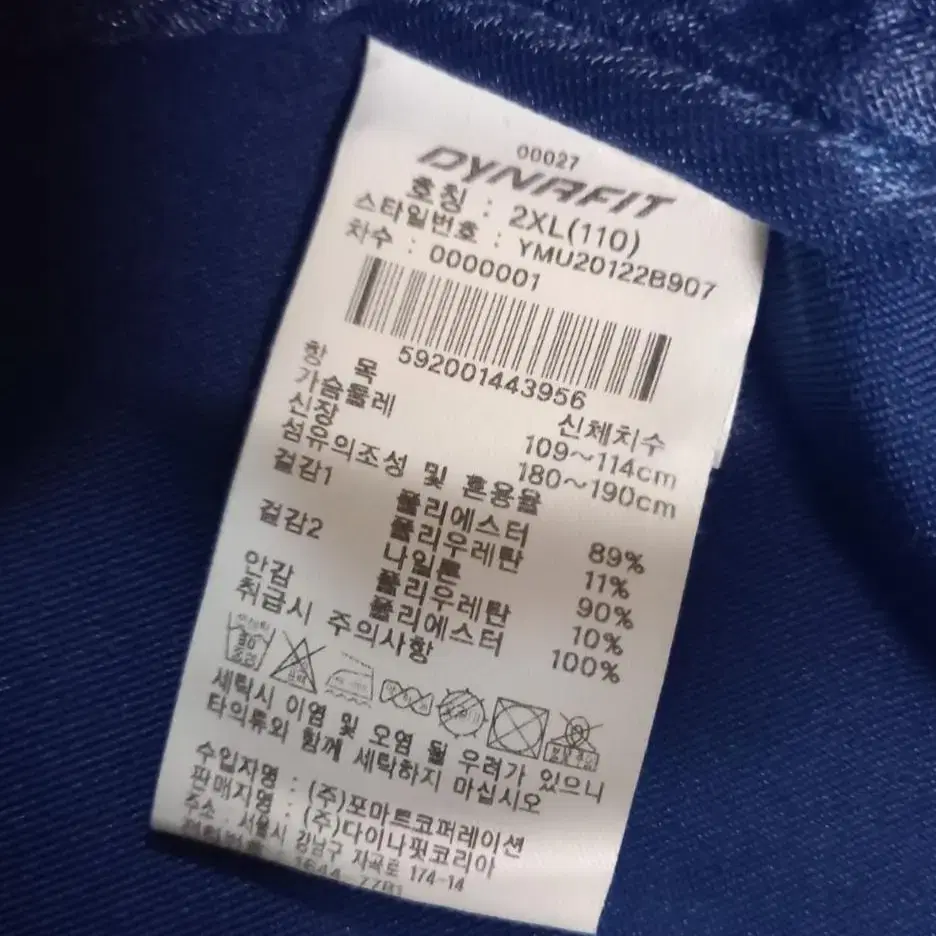 00027
DYNAFIT
호칭 : 2XL(110)
스타일번호 : YMU20122B907
차수 : 0000001
592001443956
항 목 신체치수
가슴둘레 109~114cm
신장 180~190cm
섬유의조성 및 혼용율
겉감1 폴리에스터 89%
폴리우레탄 11%
겉감2 나일론 90%
폴리우레탄 10%
안감 폴리에스터 100%
취급시 주의사항
세탁시 이염 및 오염 될 우려가 있으니
타의류와 함께 세탁하지 마십시오
수입자명 : (주)포마트코퍼레이션
판매자명 : (주)다이나핏코리아
주소 : 서울시 강남구 자곡로 174-14